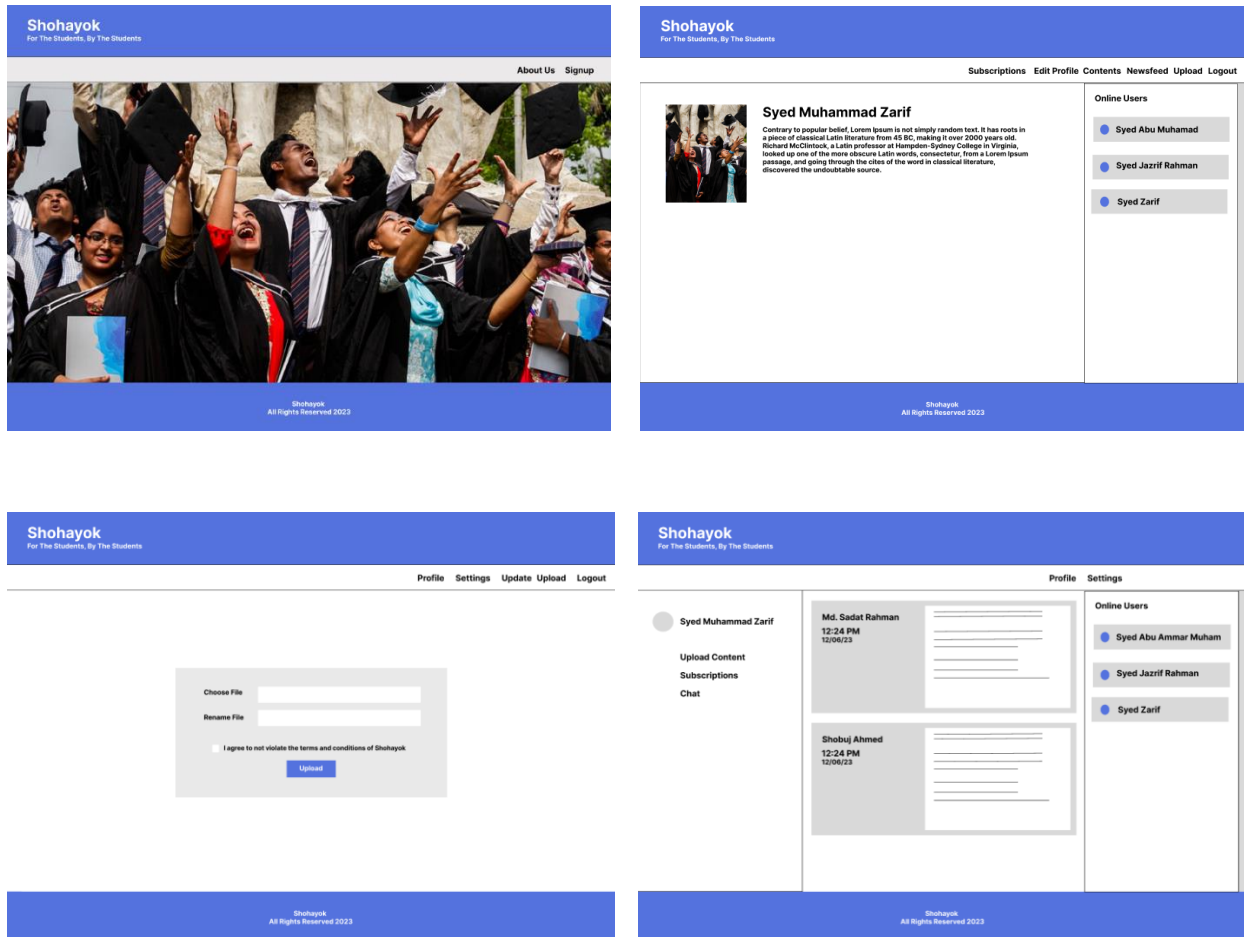 Shohayok
For The Students, By The Students
About Us Signup
Shohayok
All Rights Reserved 2023
Shohayok
For The Students, By The Students
Subscriptions Edit Profile Contents Newsfeed Upload Logout
Syed Muhammad Zarif
Contrary to popular belief, Lorem Ipsum is not simply random text. It has roots in
a piece of classical Latin literature from 45 BC, making it over 2000 years old.
Richard McClintock, a Latin professor at Hampden-Sydney College in Virginia,
looked up one of the more obscure Latin words, consectetur, from a Lorem Ipsum
passage, and going through the cites of the word in classical literature,
discovered the undoubtable source.
Online Users
Syed Abu Muhamad
Syed Jazrif Rahman
Syed Zarif
Shohayok
All Rights Reserved 2023
Shohayok
For The Students, By The Students
Profile Settings Update Upload Logout
Choose File
Rename File
I agree to not violate the terms and conditions of Shohayok
Upload
Shohayok
All Rights Reserved 2023
Shohayok
For The Students, By The Students
Profile Settings
Syed Muhammad Zarif
Upload Content
Subscriptions
Chat
Md. Sadat Rahman
12:24 PM
12/06/23
Shobuj Ahmed
12:24 PM
12/06/23
Online Users
Syed Abu Ammar Muham
Syed Jazrif Rahman
Syed Zarif
Shohayok
All Rights Reserved 2023